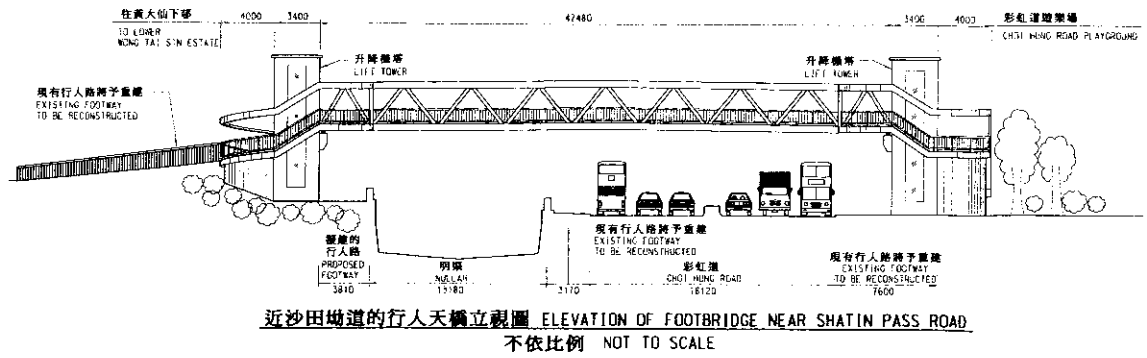 往黃大仙下邨
TO LOWER
WONG TAI SIN ESTATE
4000
3400
42480
3400
4000
彩虹道遊樂場
CHOI HUNG ROAD PLAYGROUND
升降機塔
LIFT TOWER
升降機塔
LIFT TOWER
現有行人路將予重建
EXISTING FOOTWAY
TO BE RECONSTRUCTED
擬建的
行人路
PROPOSED
FOOTWAY
3810
明渠
NULLAH
現有行人路將予重建
EXISTING FOOTWAY
TO BE RECONSTRUCTED
3170
彩虹道
CHOI HUNG ROAD
18120
現有行人路將予重建
EXISTING FOOTWAY
TO BE RECONSTRUCTED
7600
近沙田坳道的行人天橋立視圖 ELEVATION OF FOOTBRIDGE NEAR SHATIN PASS ROAD
不依比例 NOT TO SCALE